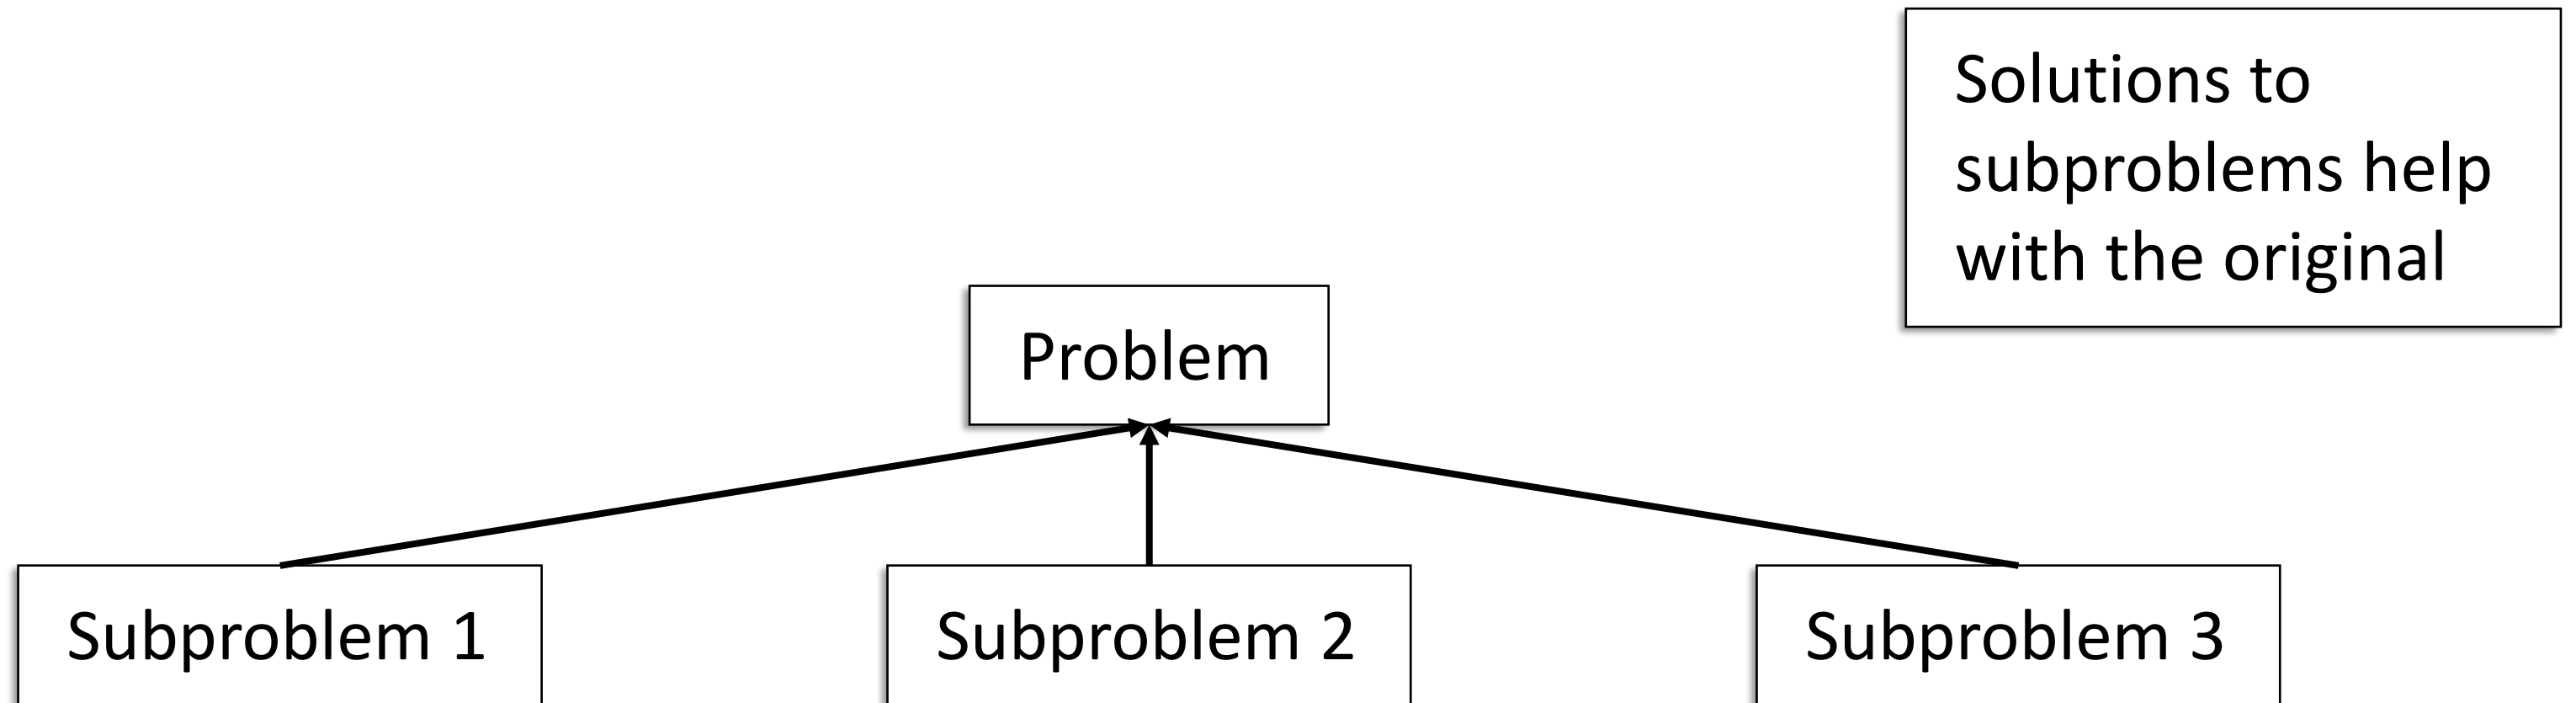 Solutions to
subproblems help
with the original
Problem
Subproblem 1
Subproblem 2
Subproblem 3